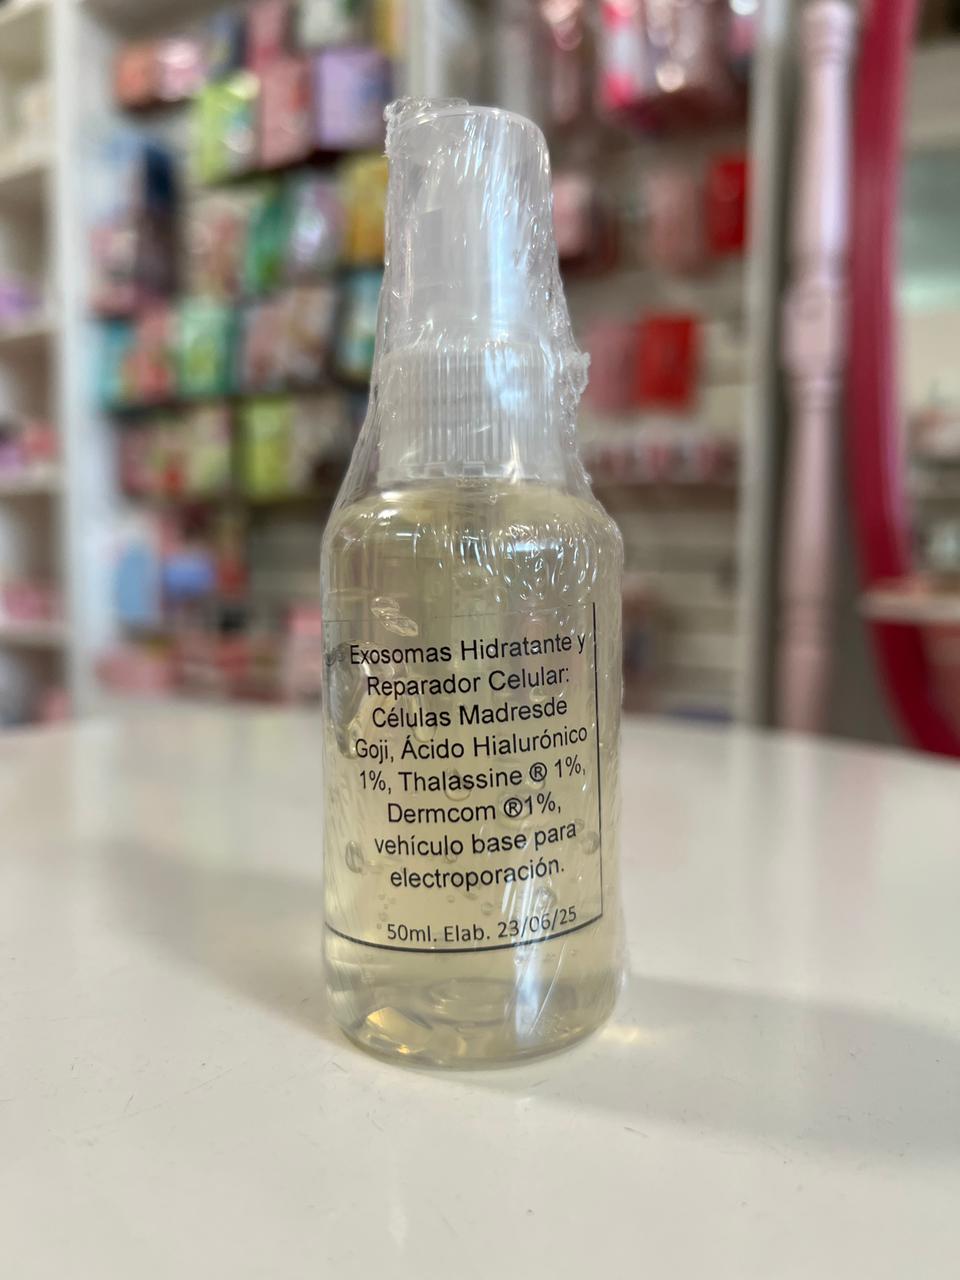 Exosomas Hidratante y
Reparador Celular:
Células Madresde
Goji, Ácido Hialurónico
1%, Thalassine ® 1%,
Dermcom ®1%,
vehículo base para
electroporación.
50ml. Elab. 23/06/25